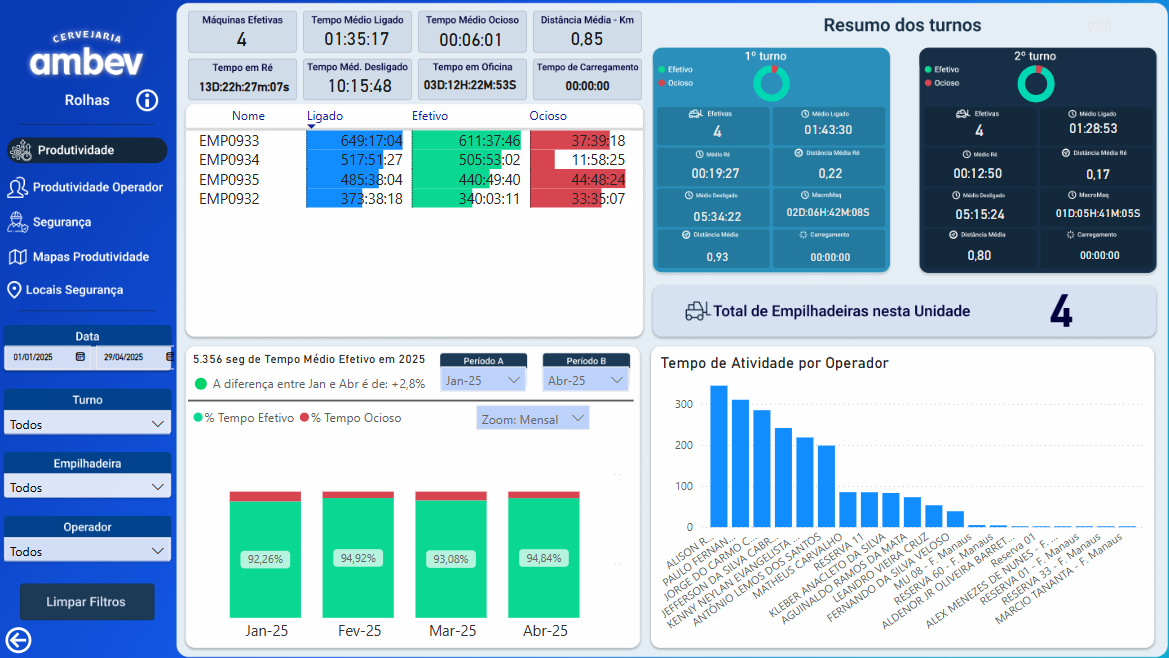 CERVEJARIA
ambev
Rolhas
Produtividade
Produtividade Operador
Segurança
Mapas Produtividade
Locais Segurança
Data
01/01/2025 29/04/2025
Turno
Todos
Empilhadeira
Todos
Operador
Todos
Limpar Filtros
Máquinas Efetivas
4
Tempo Médio Ligado
01:35:17
Tempo Médio Ocioso
00:06:01
Distância Média - Km
0,85
Tempo em Ré
13D:22h:27m:07s
Tempo Méd. Desligado
10:15:48
Tempo em Oficina
03D:12H:22M:53S
Tempo de Carregamento
00:00:00
Nome Ligado Efetivo Ocioso
EMP0933 649:17:04 611:37:46 37:39:18
EMP0934 517:51:27 505:53:02 11:58:25
EMP0935 485:38:04 440:49:40 44:48:24
EMP0932 373:38:18 340:03:11 33:35:07
Resumo dos turnos
0:00
1º turno
Efetivo
Ocioso
Efetivas
4
Médio Ligado
01:43:30
Médio Ré
00:19:27
Distância Média Ré
0,22
Médio Desligado
05:34:22
MacroMaq
02D:06H:42M:08S
Distância Média
0,93
Carregamento
00:00:00
2º turno
Efetivo
Ocioso
Efetivas
4
Médio Ligado
01:28:53
Médio Ré
00:12:50
Distância Média Ré
0,17
Médio Desligado
05:15:24
MacroMaq
01D:05H:41M:05S
Distância Média
0,80
Carregamento
00:00:00
Total de Empilhadeiras nesta Unidade 4
5.356 seg de Tempo Médio Efetivo em 2025
A diferença entre Jan e Abr é de: +2,8%
Período A
Jan-25
Período B
Abr-25
% Tempo Efetivo % Tempo Ocioso
Zoom: Mensal
92,26% 94,92% 93,08% 94,84%
Jan-25 Fev-25 Mar-25 Abr-25
Tempo de Atividade por Operador
300
200
100
0
ALISON R...
PAULO FERNAN...
JORGE DO CARMO C...
JEFFERSON DA SILVA CABR...
KENNY NEYLAN EVANGELISTA ...
ANTÔNIO LEMOS DOS SANTOS
MATHEUS CARVALHO
RESERVA 11
KLEBER ANACLETO DA SILVA
AGUINALDO RAMOS DA MATA
LEANDRO VIEIRA CRUZ
FERNANDO DA SILVA VELOSO
MU 08 - F. Manaus
RESERVA 60 - F. Manaus
ALDENOR JR OLIVEIRA BARRET...
Reserva 01
ALEX MENEZES DE NUNES - F. ...
RESERVA 01 - F. Manaus
RESERVA 33 - F. Manaus
MARCIO TANANTA - F. Manaus